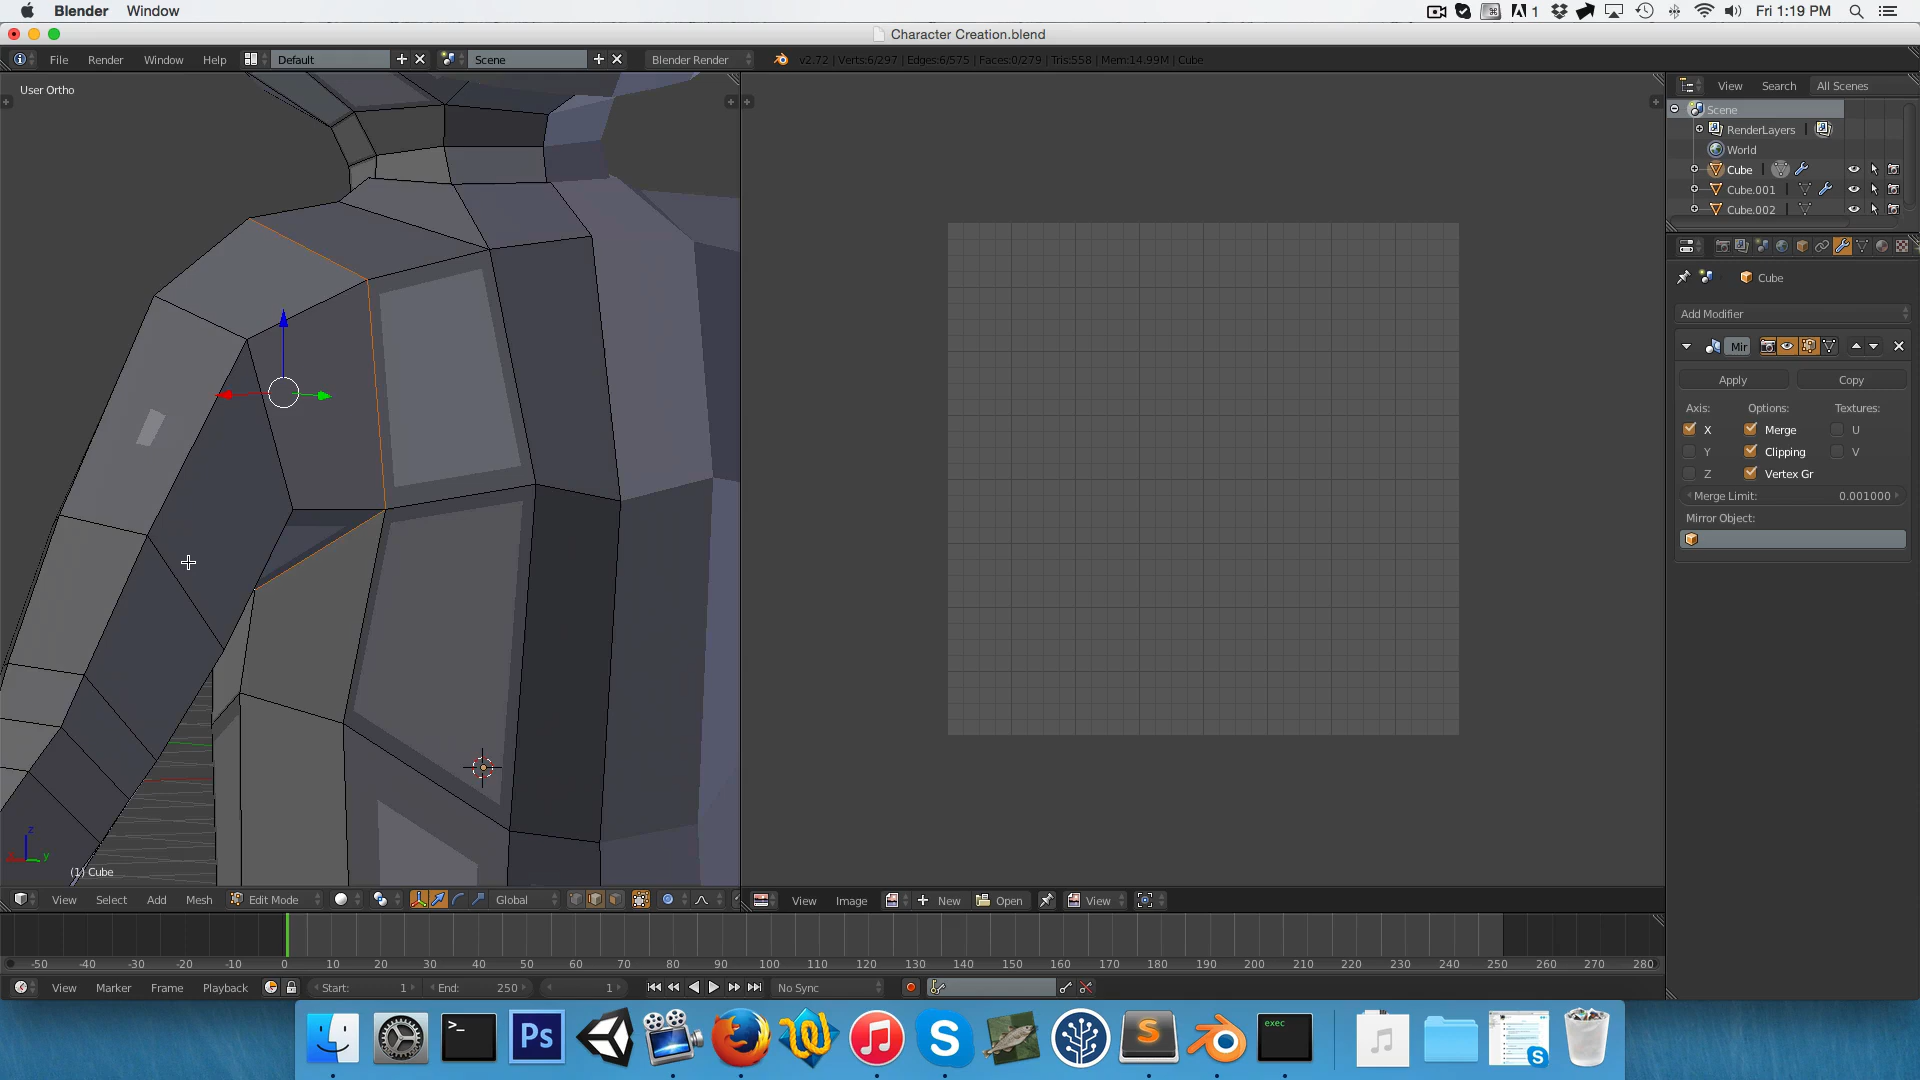 Blender Window
A 1 Fri 1:19 PM
Character Creation.blend
File Render Window Help Default Scene Blender Render v2.72 | Verts:6/297 | Edges:6/575 | Faces:0/279 | Tris:558 | Mem:14.99M | Cube
User Ortho
View Search All Scenes
Scene
RenderLayers
World
Cube
Cube.001
Cube.002
Cube
Add Modifier
Mir
Apply Copy
Axis: Options: Textures:
X Merge U
Y Clipping V
Z Vertex Gr
Merge Limit: 0.001000
Mirror Object:
z
x y
(1) Cube
View Select Add Mesh Edit Mode Global
View Image New Open View
-50 -40 -30 -20 -10 0 10 20 30 40 50 60 70 80 90 100 110 120 130 140 150 160 170 180 190 200 210 220 230 240 250 260 270 280
View Marker Frame Playback Start: 1 End: 250 1 No Sync
>_ Ps S S exec S